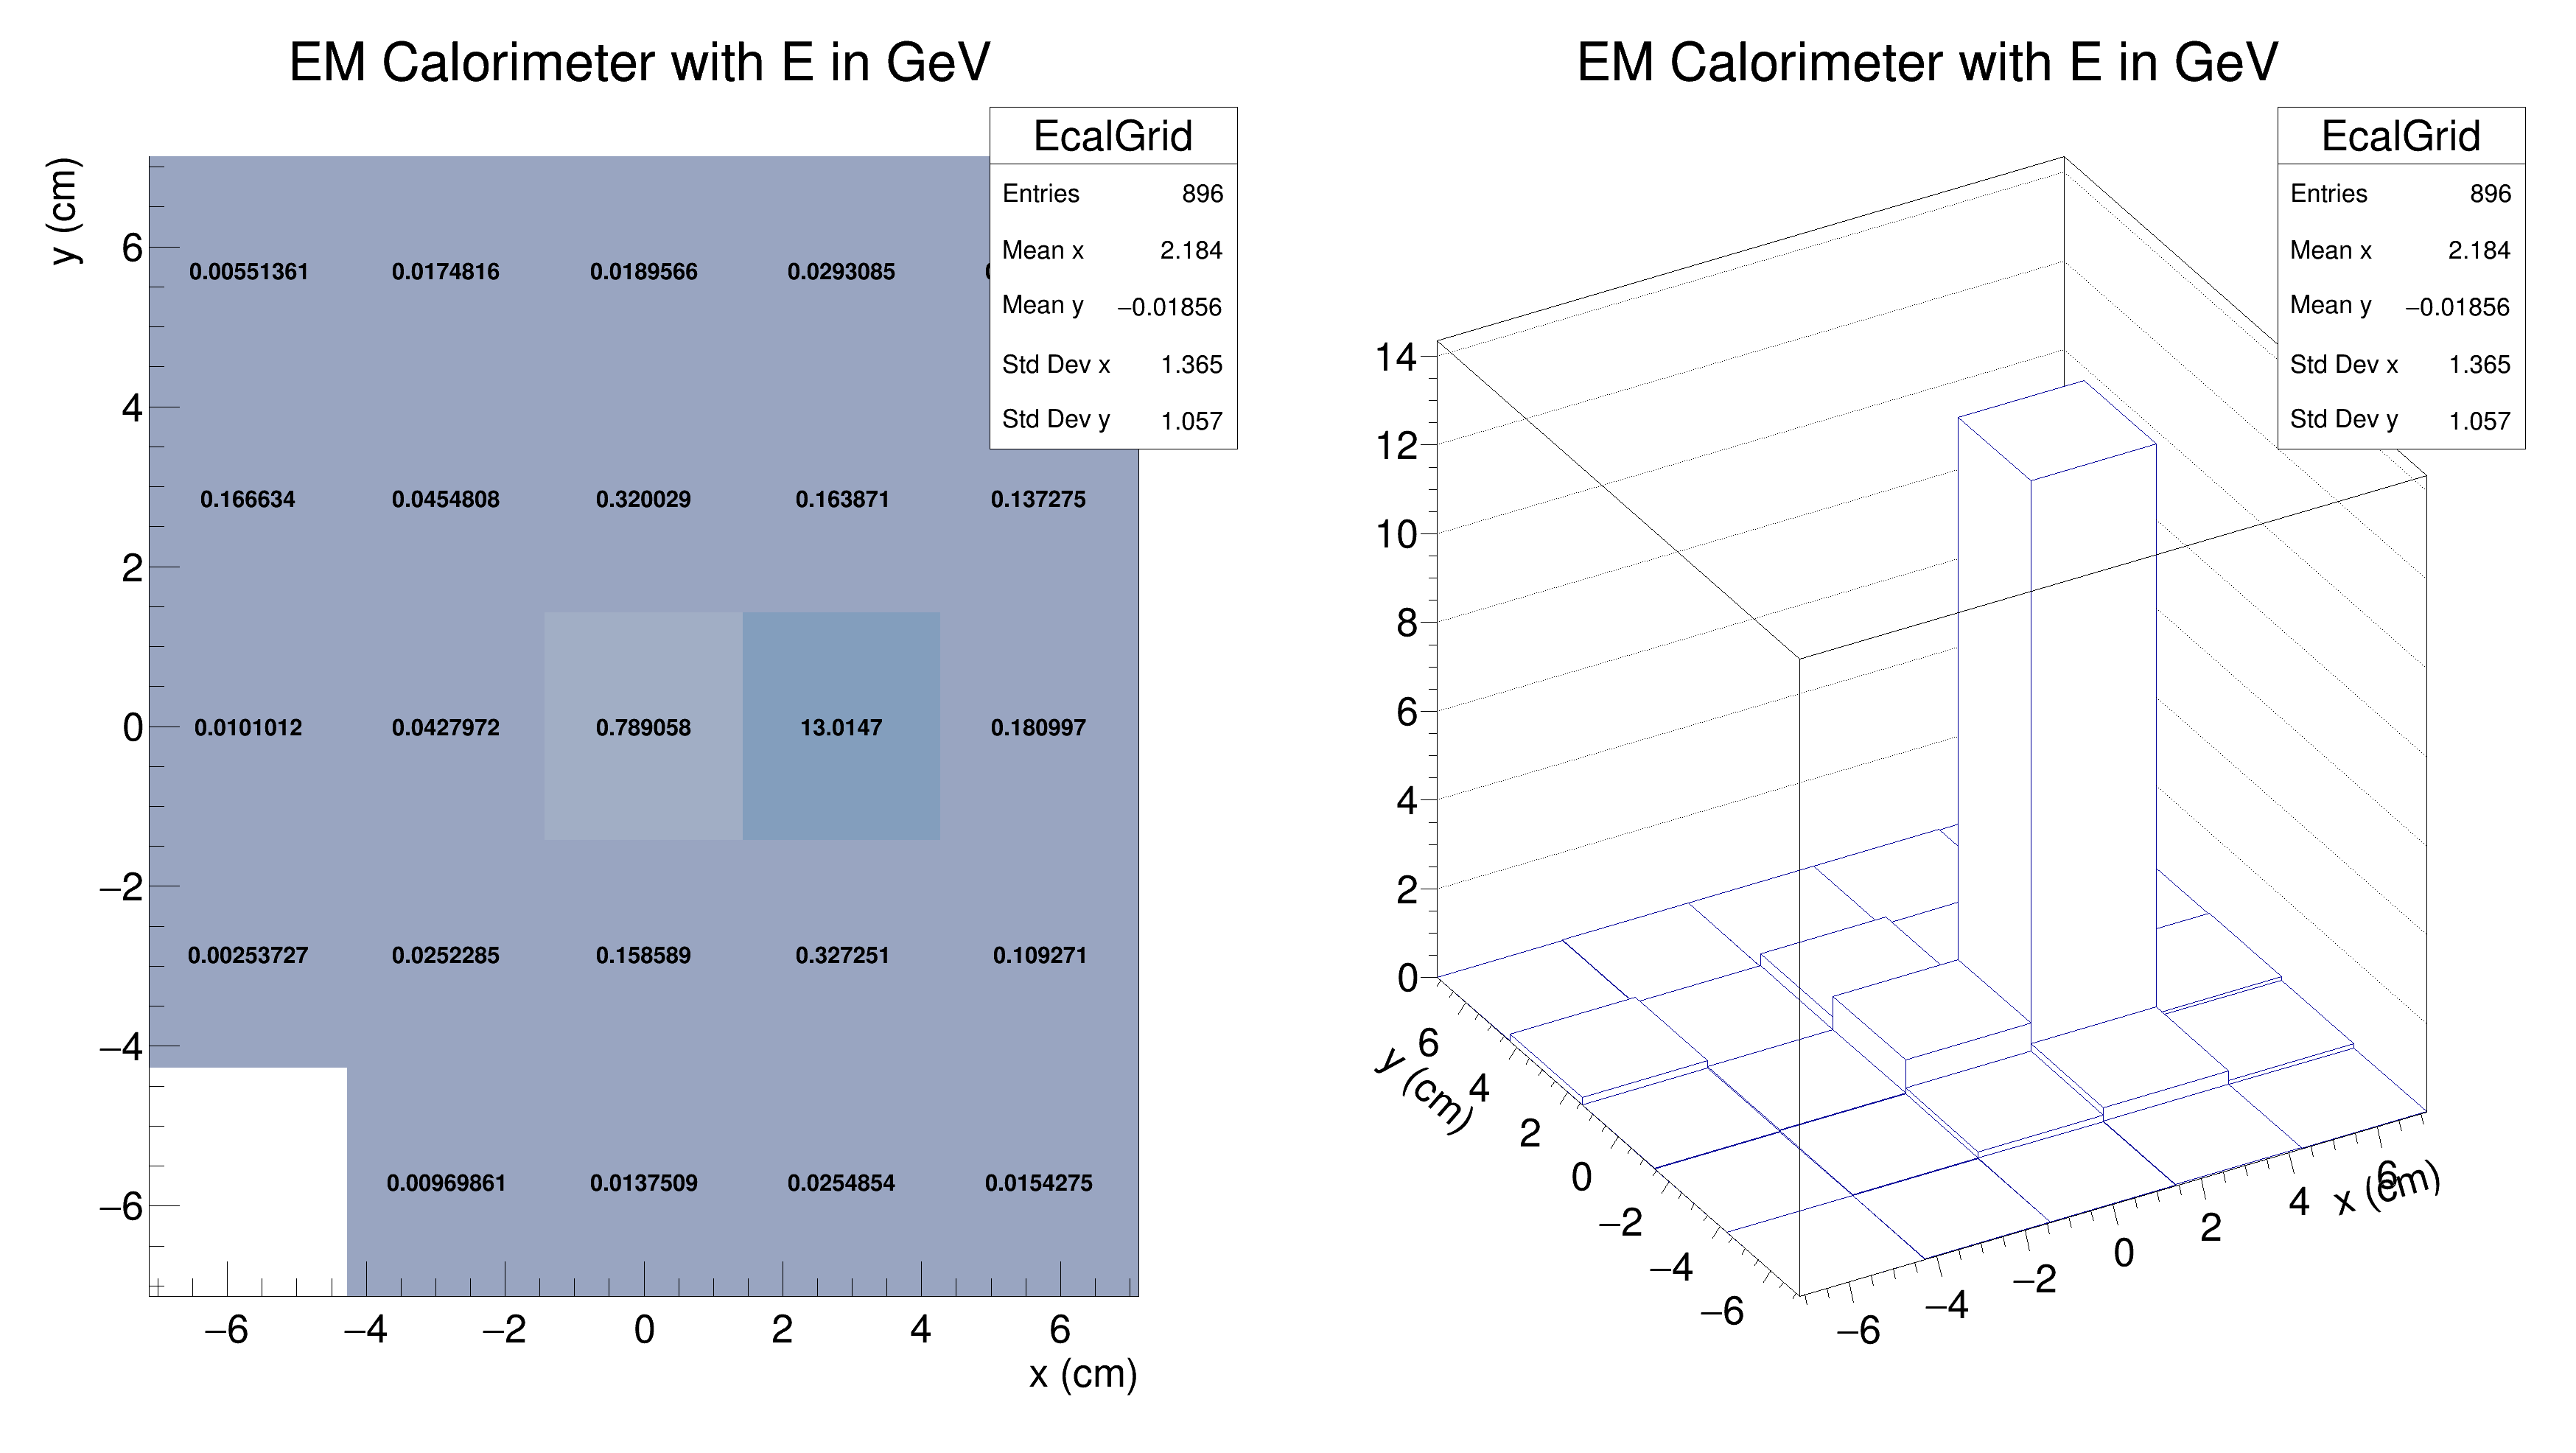 EM Calorimeter with E in GeV
EcalGrid
Entries 896
Mean x 2.184
Mean y −0.01856
Std Dev x 1.365
Std Dev y 1.057
y (cm)
6
4
2
0
−2
−4
−6
0.00551361 0.0174816 0.0189566 0.0293085
0.166634 0.0454808 0.320029 0.163871 0.137275
0.0101012 0.0427972 0.789058 13.0147 0.180997
0.00253727 0.0252285 0.158589 0.327251 0.109271
0.00969861 0.0137509 0.0254854 0.0154275
−6 −4 −2 0 2 4 6
x (cm)
EM Calorimeter with E in GeV
EcalGrid
Entries 896
Mean x 2.184
Mean y −0.01856
Std Dev x 1.365
Std Dev y 1.057
14
12
10
8
6
4
2
0
6
4
2
0
−2
−4
−6
y (cm)
−6
−4
−2
0
2
4
6
x (cm)